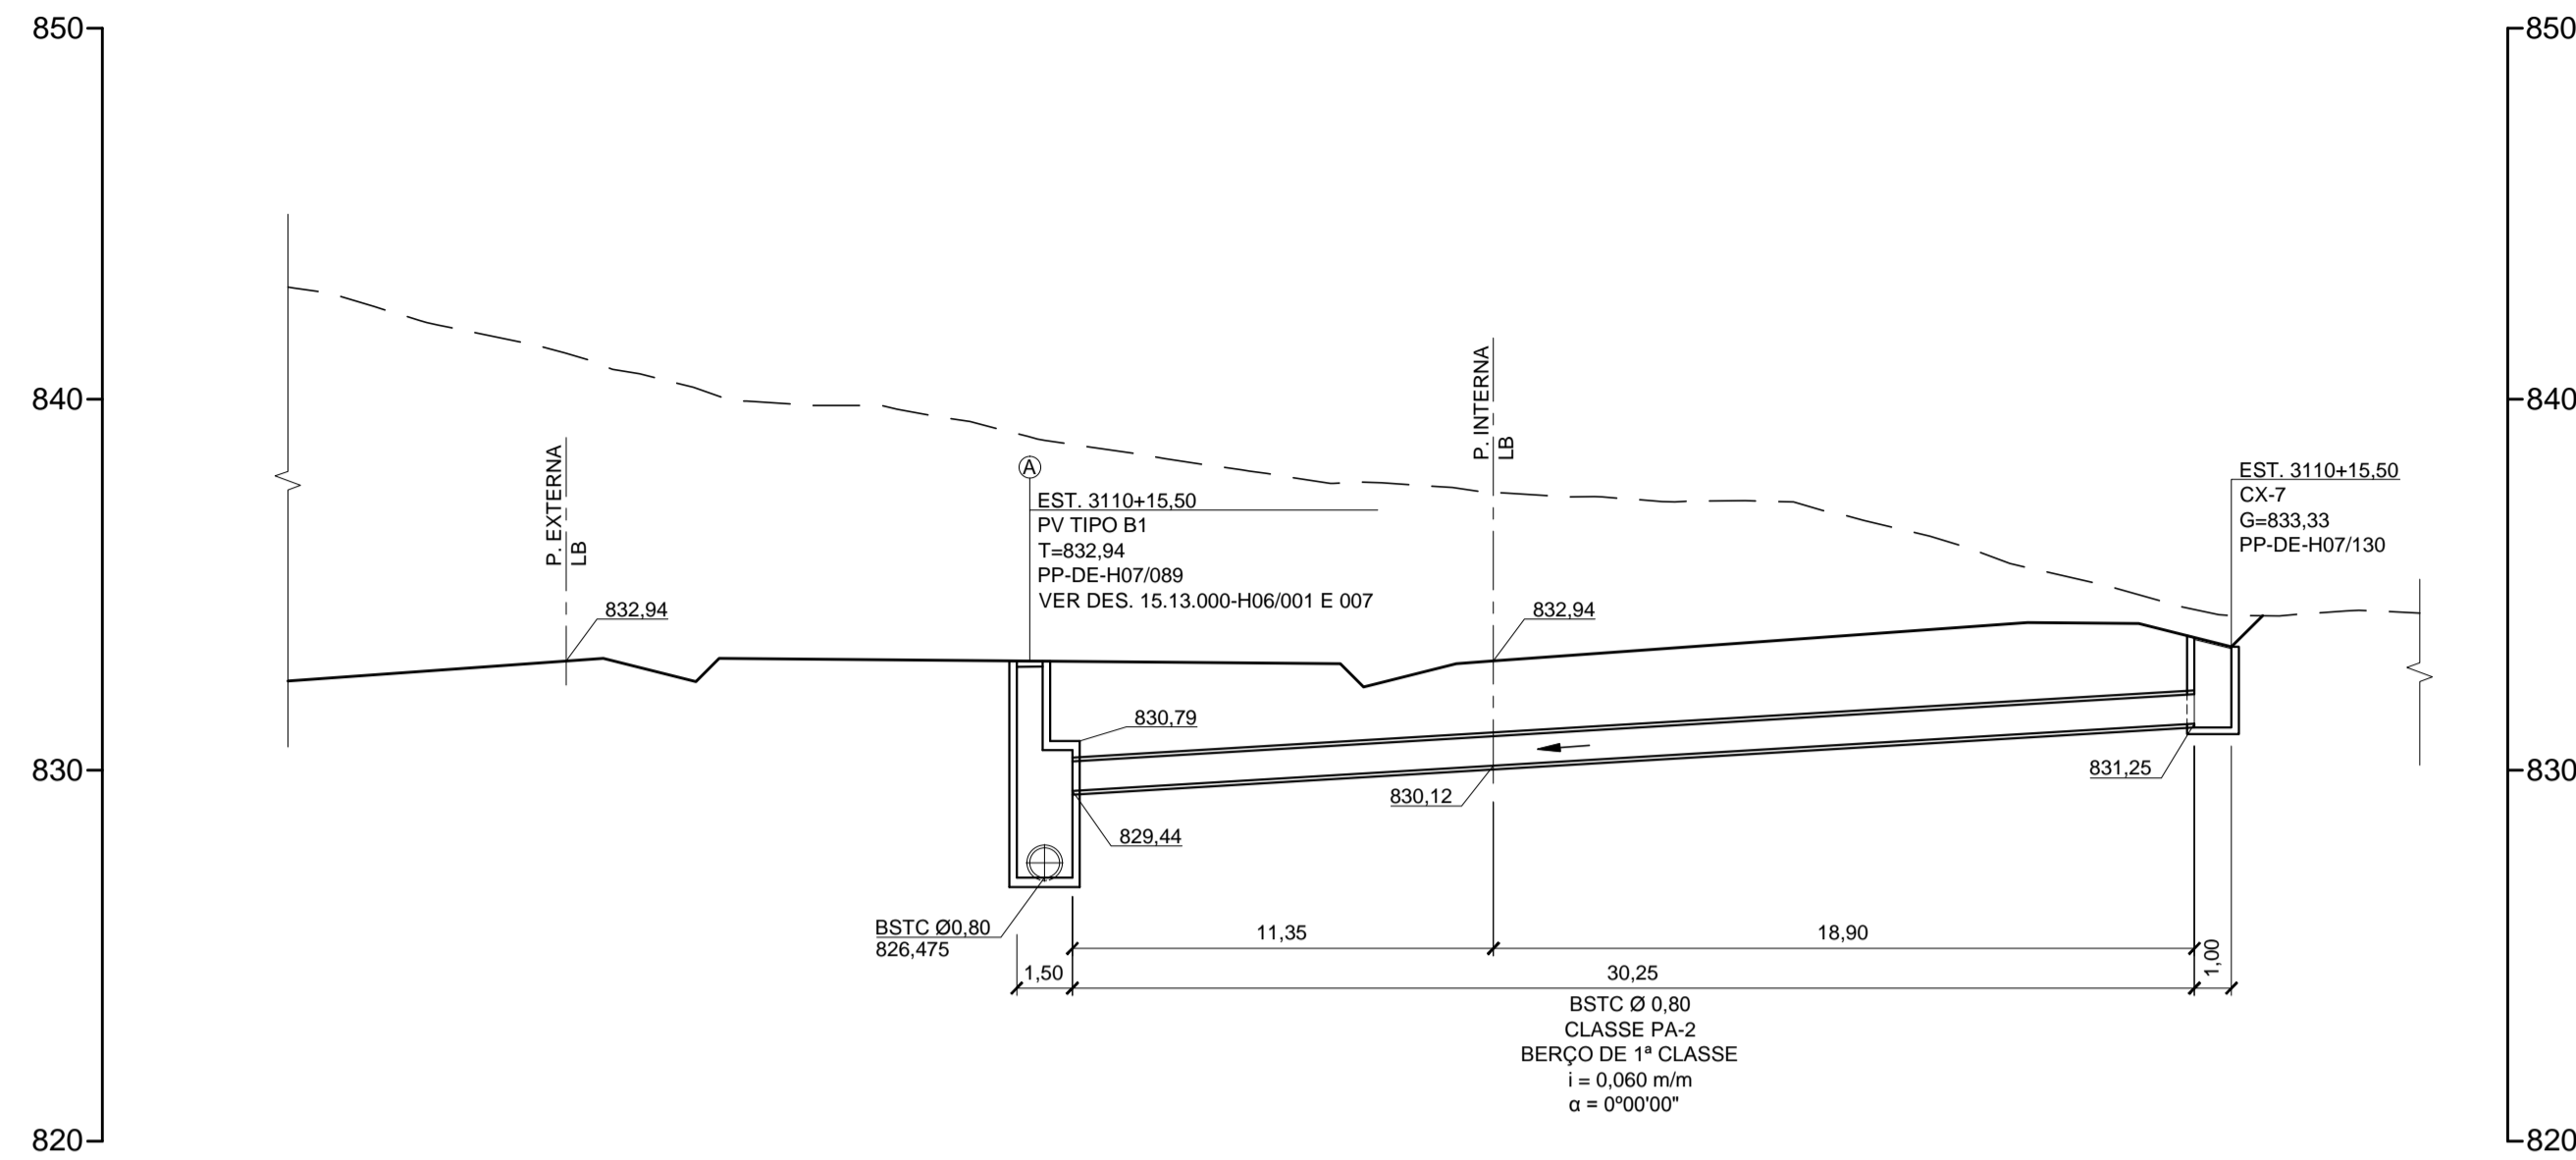 850
850
840
840
P. EXTERNA
LB
P. INTERNA
LB
A
EST. 3110+15,50
PV TIPO B1
T=832,94
PP-DE-H07/089
VER DES. 15.13.000-H06/001 E 007
EST. 3110+15,50
CX-7
G=833,33
PP-DE-H07/130
832,94
832,94
830,79
830
830
831,25
830,12
829,44
BSTC Ø0,80
826,475
11,35
18,90
1,50
30,25
1,00
BSTC Ø 0,80
CLASSE PA-2
BERÇO DE 1ª CLASSE
i = 0,060 m/m
α = 0º00'00"
820
820